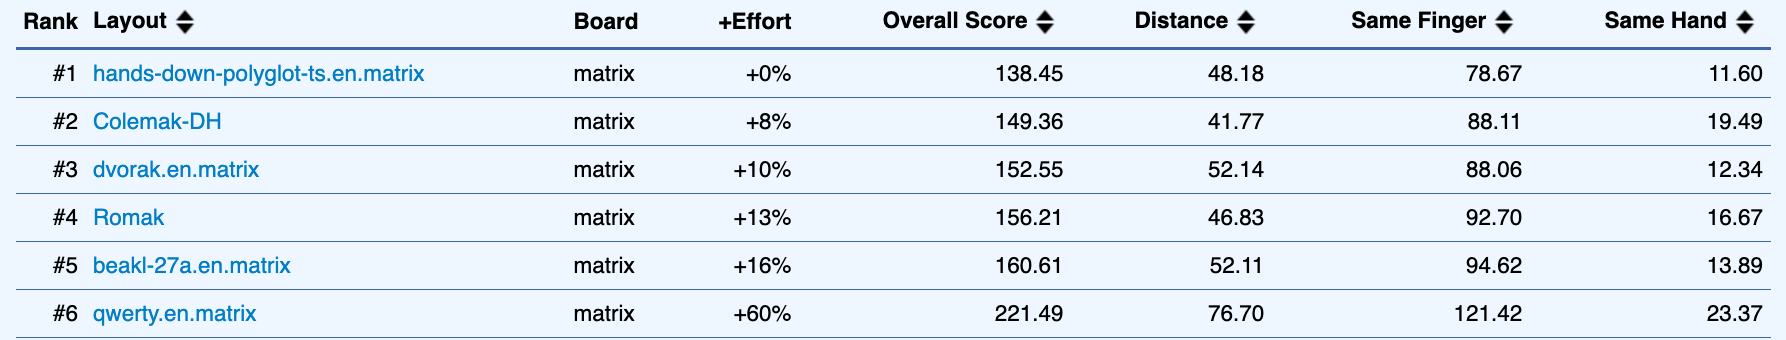 Rank Layout Board +Effort Overall Score Distance Same Finger Same Hand
#1 hands-down-polyglot-ts.en.matrix matrix +0% 138.45 48.18 78.67 11.60
#2 Colemak-DH matrix +8% 149.36 41.77 88.11 19.49
#3 dvorak.en.matrix matrix +10% 152.55 52.14 88.06 12.34
#4 Romak matrix +13% 156.21 46.83 92.70 16.67
#5 beakl-27a.en.matrix matrix +16% 160.61 52.11 94.62 13.89
#6 qwerty.en.matrix matrix +60% 221.49 76.70 121.42 23.37